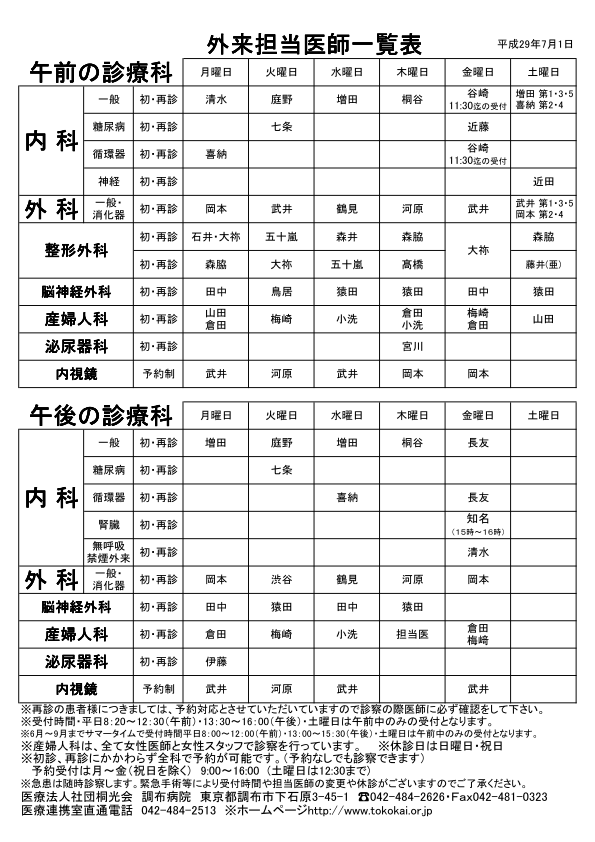 外来担当医師一覧表
平成29年7月1日
午前の診療科 月曜日 火曜日 水曜日 木曜日 金曜日 土曜日
内 科 一般 初・再診 清水 庭野 増田 桐谷 谷崎 11:30迄の受付 増田 第1・3・5 喜納 第2・4
糖尿病 初・再診 七条 近藤
循環器 初・再診 喜納 谷崎 11:30迄の受付
神経 初・再診 近田
外 科 一般・消化器 初・再診 岡本 武井 鶴見 河原 武井 武井 第1・3・5 岡本 第2・4
整形外科 初・再診 石井・大祢 五十嵐 森井 森脇 大祢 森脇
初・再診 森脇 大祢 五十嵐 髙橋 藤井(亜)
脳神経外科 初・再診 田中 鳥居 猿田 猿田 田中 猿田
産婦人科 初・再診 山田 倉田 梅崎 小洗 倉田 小洗 梅崎 倉田 山田
泌尿器科 初・再診 宮川
内視鏡 予約制 武井 河原 武井 岡本 岡本
午後の診療科 月曜日 火曜日 水曜日 木曜日 金曜日 土曜日
内 科 一般 初・再診 増田 庭野 増田 桐谷 長友
糖尿病 初・再診 七条
循環器 初・再診 喜納 長友
腎臓 初・再診 知名 (15時~16時)
無呼吸 禁煙外来 初・再診 清水
外 科 一般・消化器 初・再診 岡本 渋谷 鶴見 河原 岡本
脳神経外科 初・再診 田中 猿田 田中 猿田
産婦人科 初・再診 倉田 梅崎 小洗 担当医 倉田 梅﨑
泌尿器科 初・再診 伊藤
内視鏡 予約制 武井 河原 武井 武井
※再診の患者様につきましては、予約対応とさせていただいていますので診察の際医師に必ず確認をして下さい。
※受付時間・平日8:20~12:30(午前)・13:30~16:00(午後)・土曜日は午前中のみの受付となります。
※6月~9月までサマータイムで受付時間平日8:00~12:00(午前)・13:00~15:30(午後)・土曜日は午前中のみの受付となります。
※産婦人科は、全て女性医師と女性スタッフで診察を行っています。 ※休診日は日曜日・祝日
※初診、再診にかかわらず全科で予約が可能です。(予約なしでも診察できます)
予約受付は月~金(祝日を除く) 9:00~16:00 (土曜日は12:30まで)
※急患は随時診察します。緊急手術等により受付時間や担当医師の変更や休診がございますのでご了承ください。
医療法人社団桐光会 調布病院 東京都調布市下石原3-45-1 ☎042-484-2626・Fax042-481-0323
医療連携室直通電話 042-484-2513 ※ホームページhttp://www.tokokai.or.jp